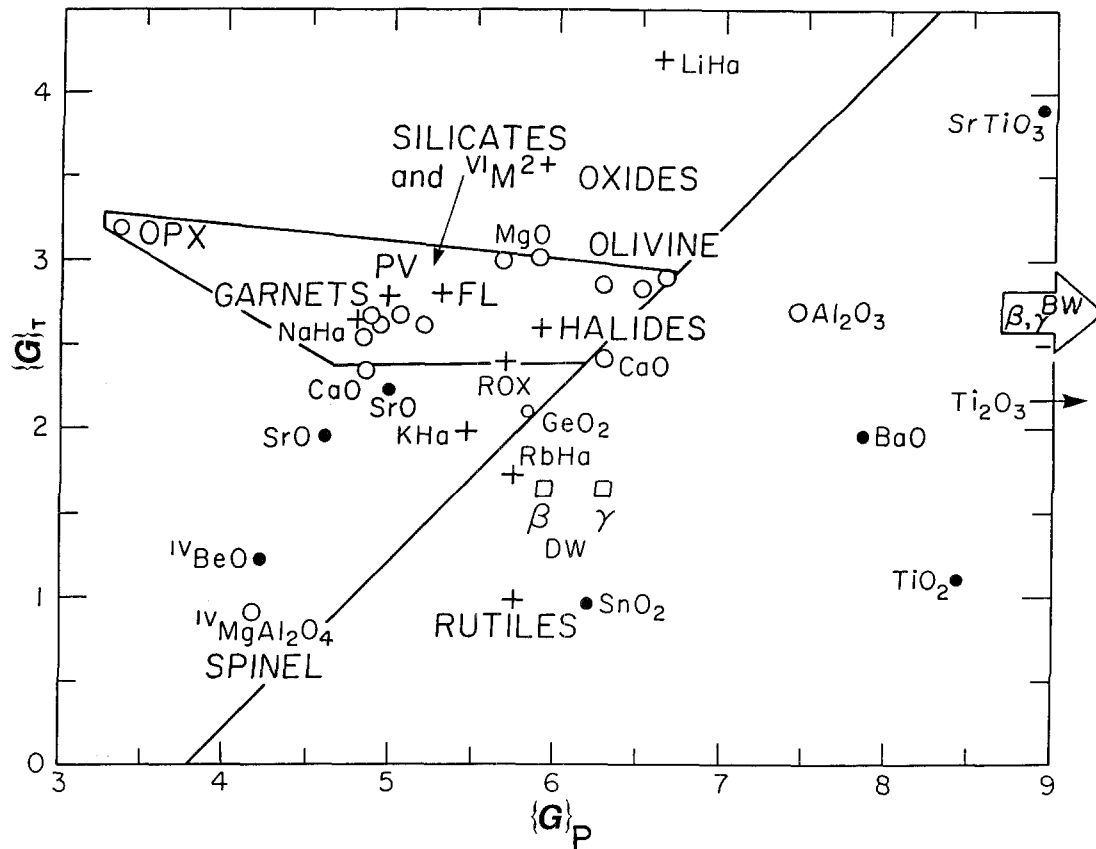 4
3
2
1
0
{G}T
LiHa
SrTiO3
SILICATES
and VIM2+ OXIDES
OPX
MgO
OLIVINE
PV
GARNETS
FL
NaHa
HALIDES
Al2O3
β, γ BW
CaO
ROX
CaO
SrO
Ti2O3
GeO2
SrO
KHa
BaO
RbHa
β γ
DW
IVBeO
TiO2
SnO2
IVMgAl2O4
RUTILES
SPINEL
3 4 5 6 7 8 9
{G}P